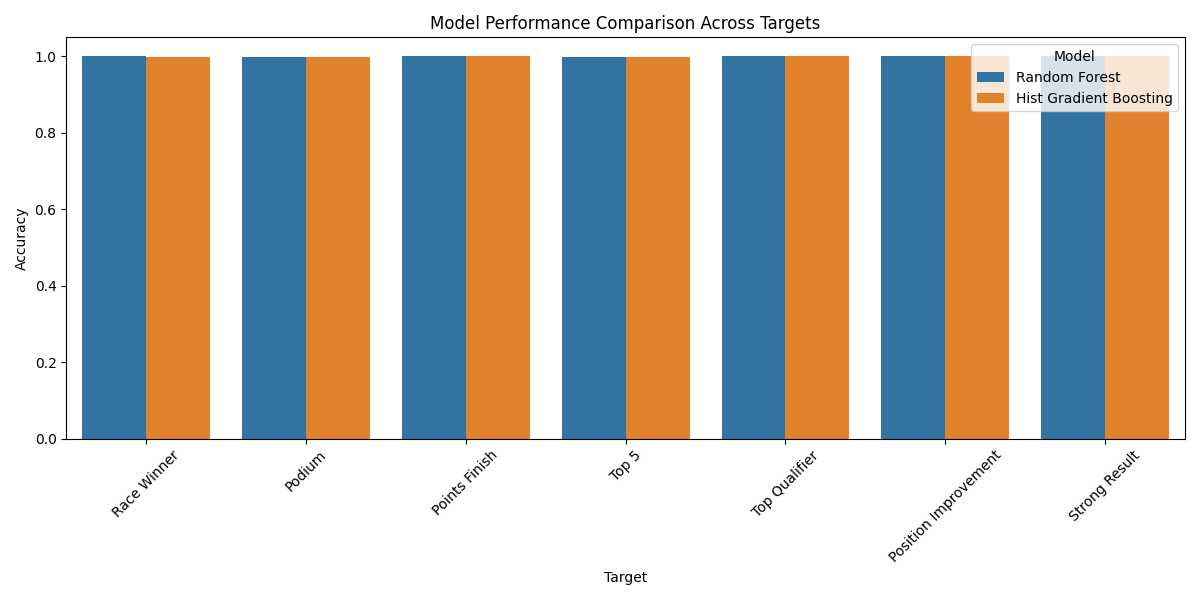 Model Performance Comparison Across Targets
Model
Random Forest
Hist Gradient Boosting
Accuracy
1.0
0.8
0.6
0.4
0.2
0.0
Race Winner
Podium
Points Finish
Top 5
Top Qualifier
Position Improvement
Strong Result
Target